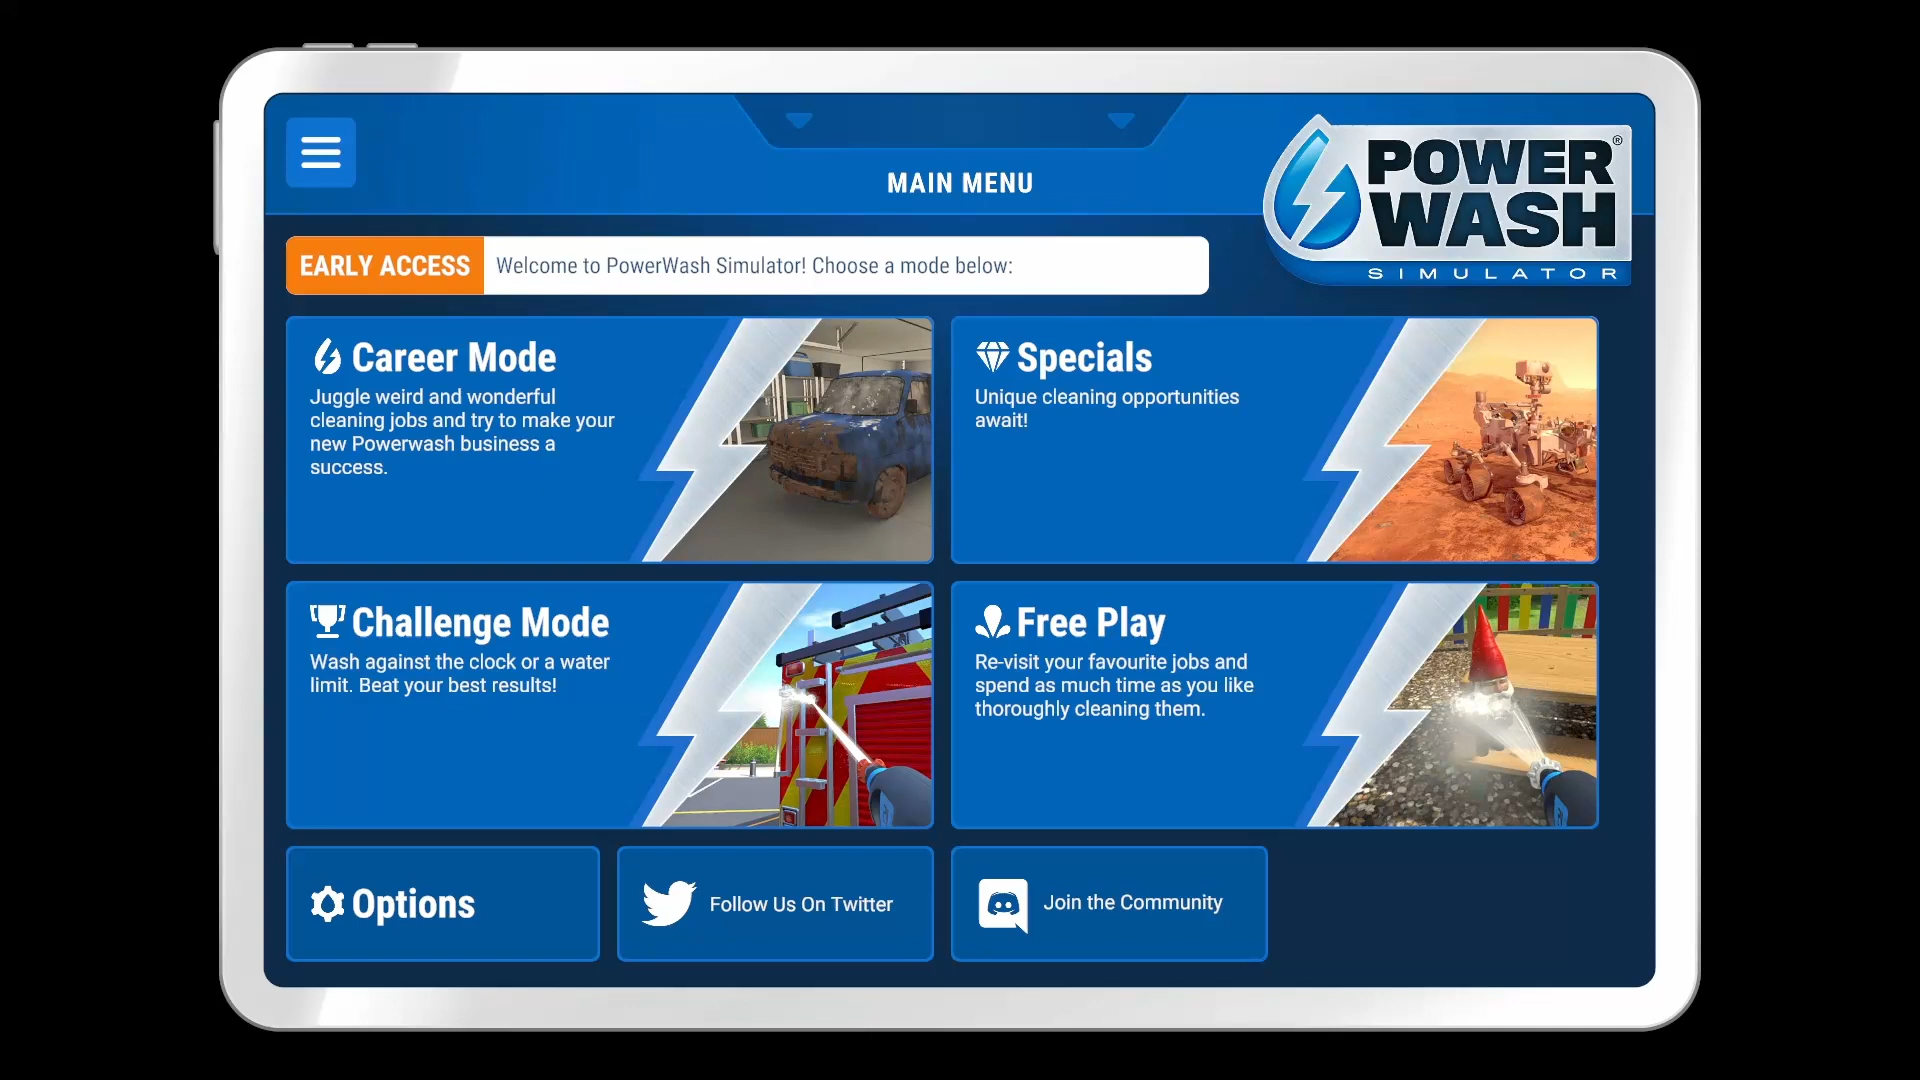 MAIN MENU
POWER®
WASH
SIMULATOR
EARLY ACCESS Welcome to PowerWash Simulator! Choose a mode below:
Career Mode
Juggle weird and wonderful
cleaning jobs and try to make your
new Powerwash business a
success.
Specials
Unique cleaning opportunities
await!
Challenge Mode
Wash against the clock or a water
limit. Beat your best results!
Free Play
Re-visit your favourite jobs and
spend as much time as you like
thoroughly cleaning them.
Options
Follow Us On Twitter
Join the Community